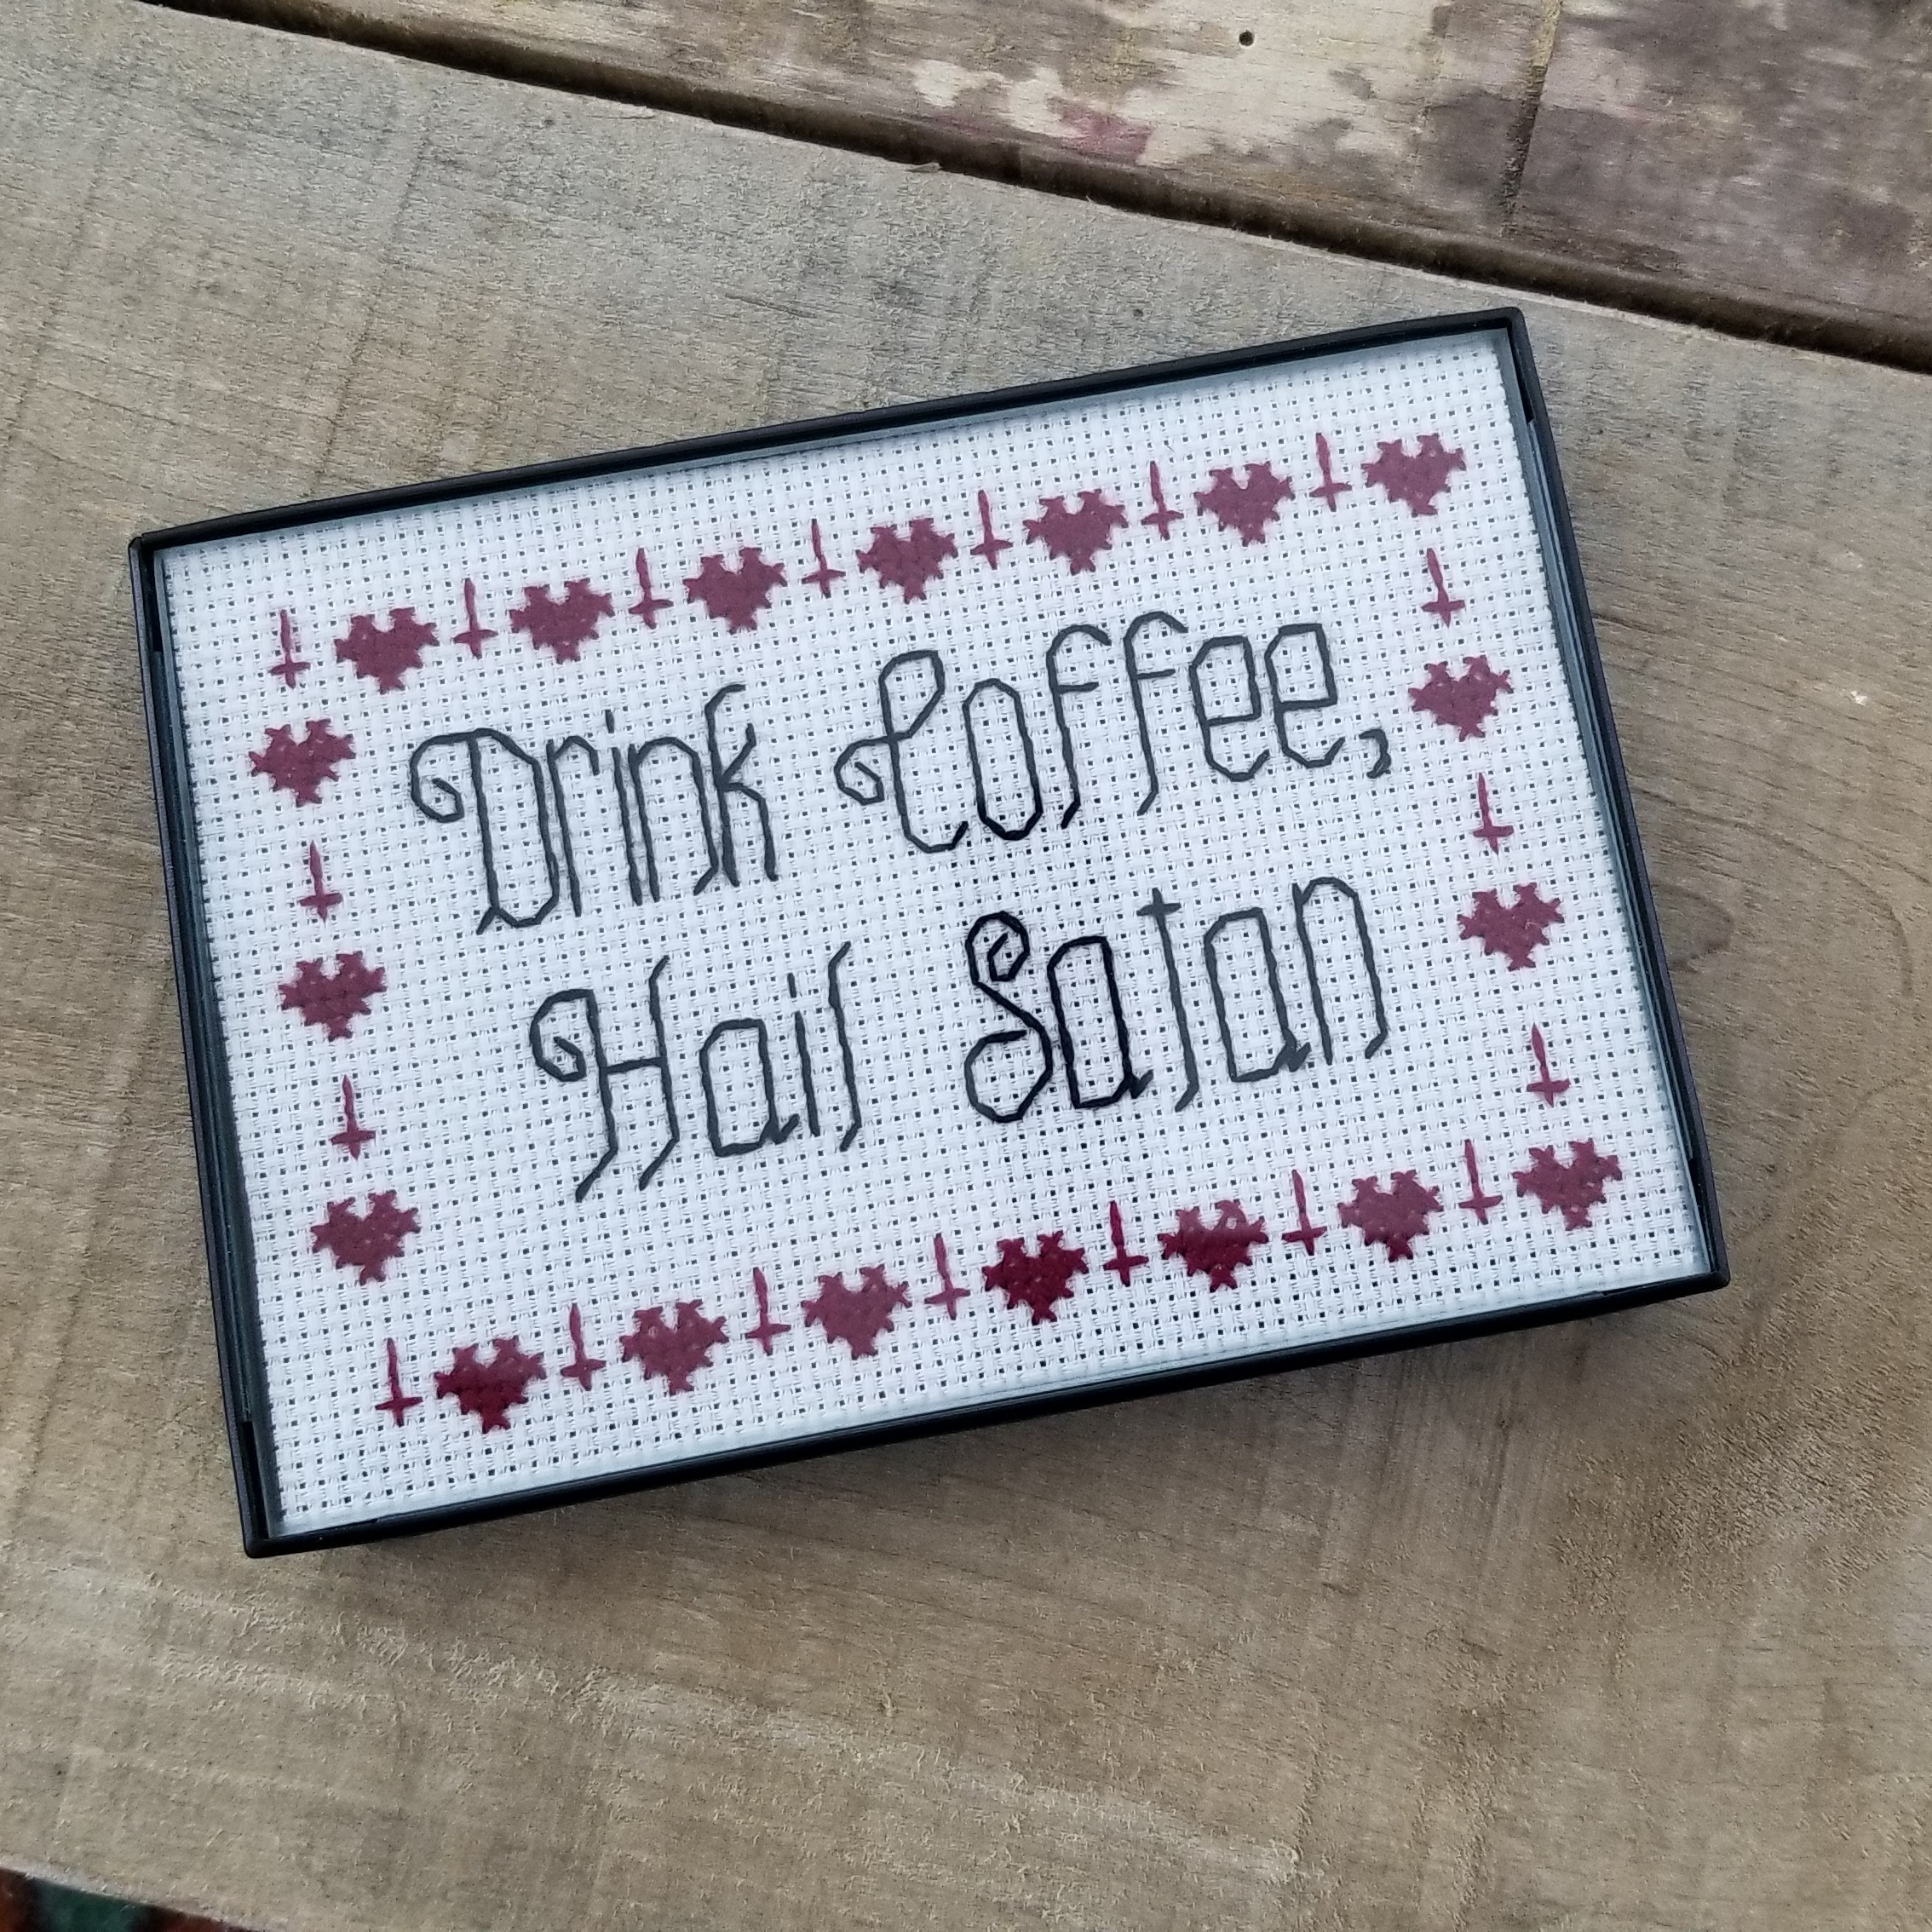 Drink Coffee,
Hail Satan